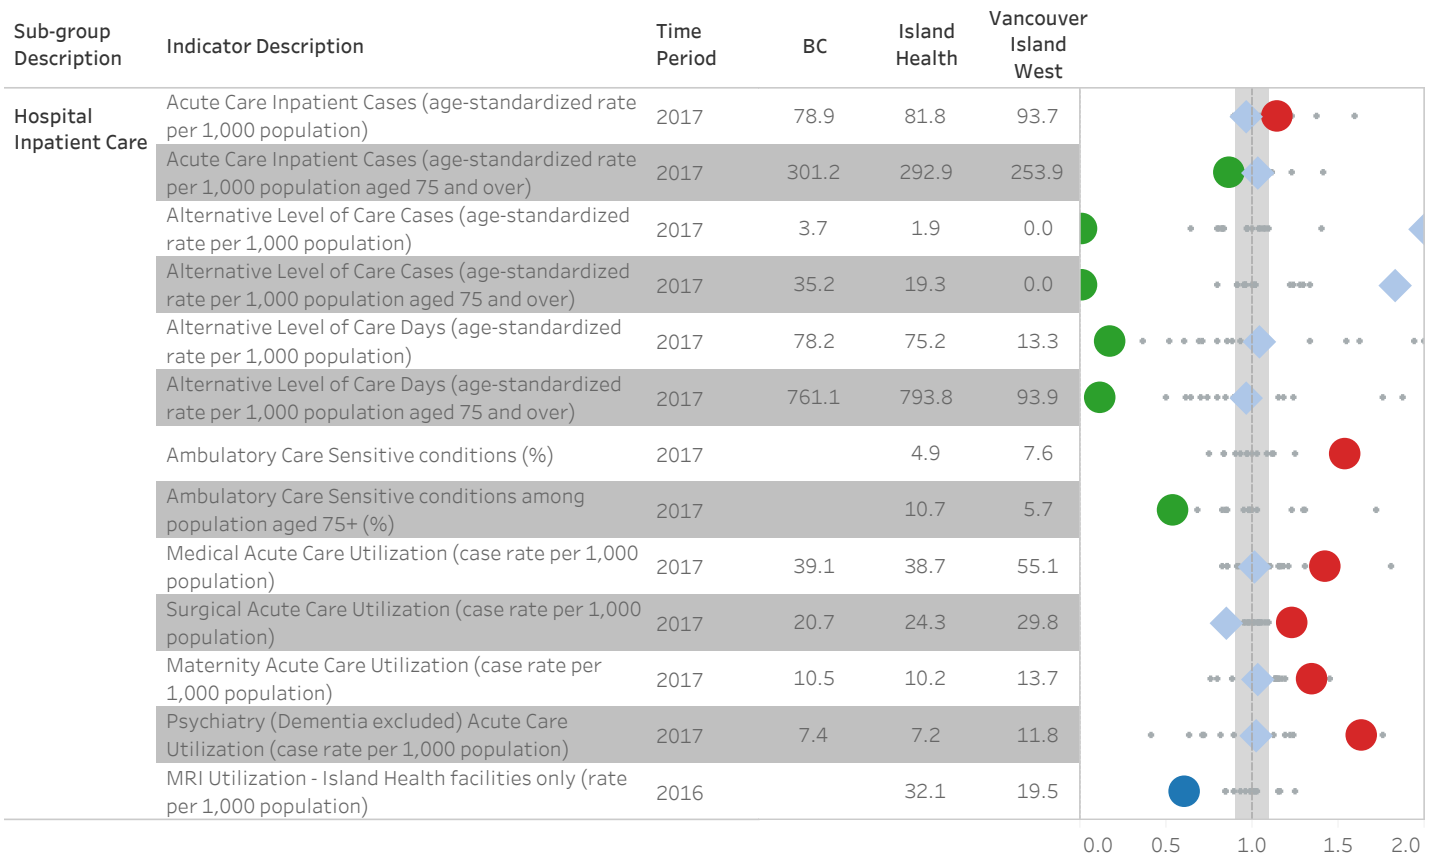 Sub-group
Description
Indicator Description
Time
Period
BC
Island
Health
Vancouver
Island
West
Hospital
Inpatient Care
Acute Care Inpatient Cases (age-standardized rate
per 1,000 population)
2017 78.9 81.8 93.7
Acute Care Inpatient Cases (age-standardized rate
per 1,000 population aged 75 and over)
2017 301.2 292.9 253.9
Alternative Level of Care Cases (age-standardized
rate per 1,000 population)
2017 3.7 1.9 0.0
Alternative Level of Care Cases (age-standardized
rate per 1,000 population aged 75 and over)
2017 35.2 19.3 0.0
Alternative Level of Care Days (age-standardized
rate per 1,000 population)
2017 78.2 75.2 13.3
Alternative Level of Care Days (age-standardized
rate per 1,000 population aged 75 and over)
2017 761.1 793.8 93.9
Ambulatory Care Sensitive conditions (%)
2017 4.9 7.6
Ambulatory Care Sensitive conditions among
population aged 75+ (%)
2017 10.7 5.7
Medical Acute Care Utilization (case rate per 1,000
population)
2017 39.1 38.7 55.1
Surgical Acute Care Utilization (case rate per 1,000
population)
2017 20.7 24.3 29.8
Maternity Acute Care Utilization (case rate per
1,000 population)
2017 10.5 10.2 13.7
Psychiatry (Dementia excluded) Acute Care
Utilization (case rate per 1,000 population)
2017 7.4 7.2 11.8
MRI Utilization - Island Health facilities only (rate
per 1,000 population)
2016 32.1 19.5
0.0 0.5 1.0 1.5 2.0